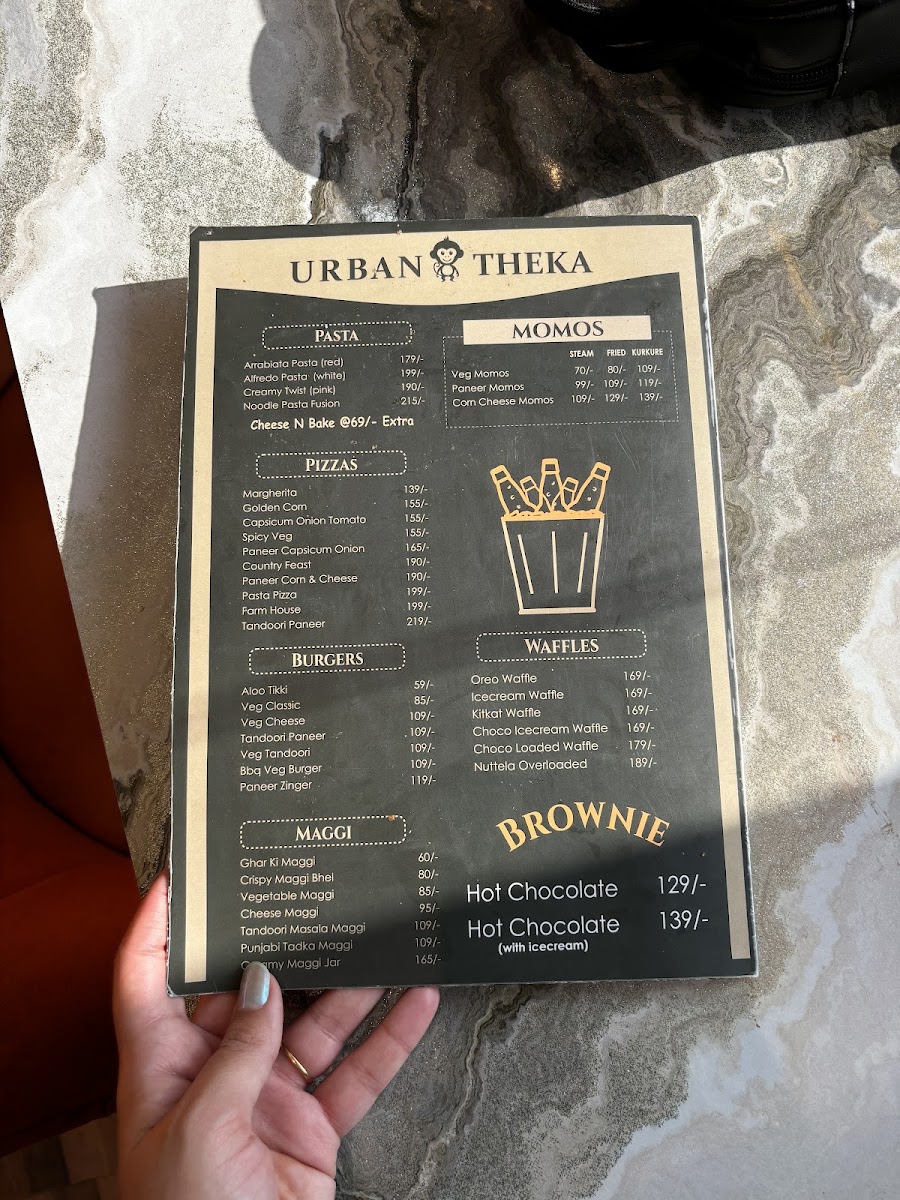 URBAN THEKA
PASTA
Arrabiata Pasta (red) 179/-
Alfredo Pasta (white) 199/-
Creamy Twist (pink) 190/-
Noodle Pasta Fusion 215/-
Cheese N Bake @69/- Extra
PIZZAS
Margherita 139/-
Golden Corn 155/-
Capsicum Onion Tomato 155/-
Spicy Veg 155/-
Paneer Capsicum Onion 165/-
Country Feast 190/-
Paneer Corn & Cheese 190/-
Pasta Pizza 199/-
Farm House 199/-
Tandoori Paneer 219/-
BURGERS
Aloo Tikki 59/-
Veg Classic 85/-
Veg Cheese 109/-
Tandoori Paneer 109/-
Veg Tandoori 109/-
Bbq Veg Burger 109/-
Paneer Zinger 119/-
MAGGI
Ghar Ki Maggi 60/-
Crispy Maggi Bhel 80/-
Vegetable Maggi 85/-
Cheese Maggi 95/-
Tandoori Masala Maggi 109/-
Punjabi Tadka Maggi 109/-
Maggi Jar 165/-
MOMOS
STEAM FRIED KURKURE
Veg Momos 70/- 80/- 109/-
Paneer Momos 99/- 109/- 119/-
Corn Cheese Momos 109/- 129/- 139/-
WAFFLES
Oreo Waffle 169/-
Icecream Waffle 169/-
Kitkat Waffle 169/-
Choco Icecream Waffle 169/-
Choco Loaded Waffle 179/-
Nuttela Overloaded 189/-
BROWNIE
Hot Chocolate 129/-
Hot Chocolate 139/-
(with icecream)